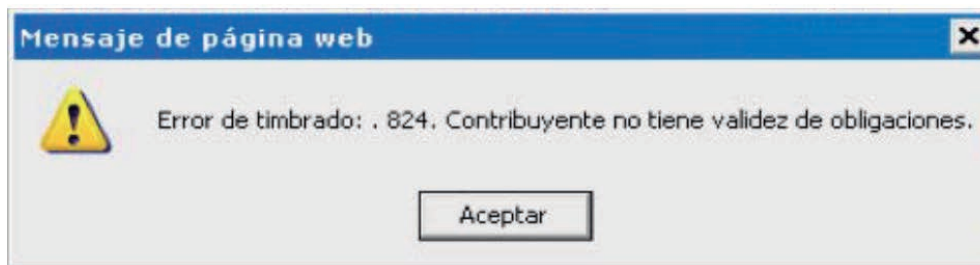 Mensaje de página web
Error de timbrado: . 824. Contribuyente no tiene validez de obligaciones.
Aceptar